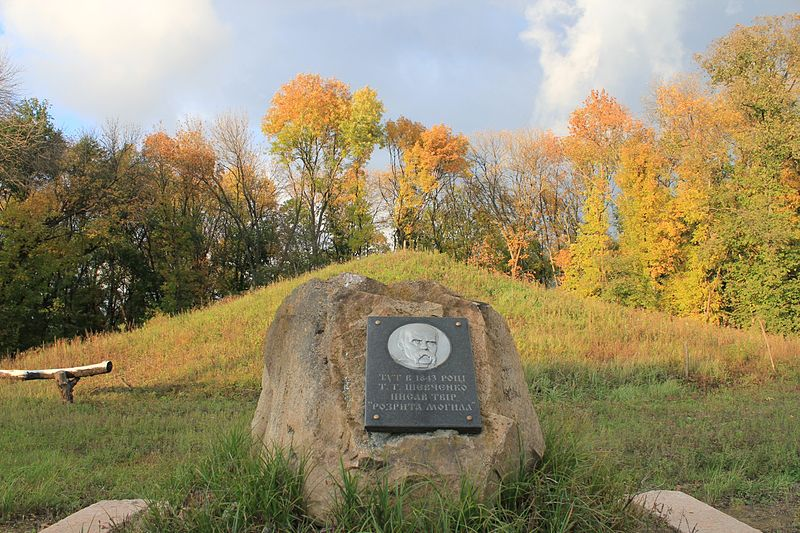 ТУТ В 1843 РОЦІ
Т. Г. ШЕВЧЕНКО
ПИСАВ ТВІР
"РОЗРИТА МОГИЛА"